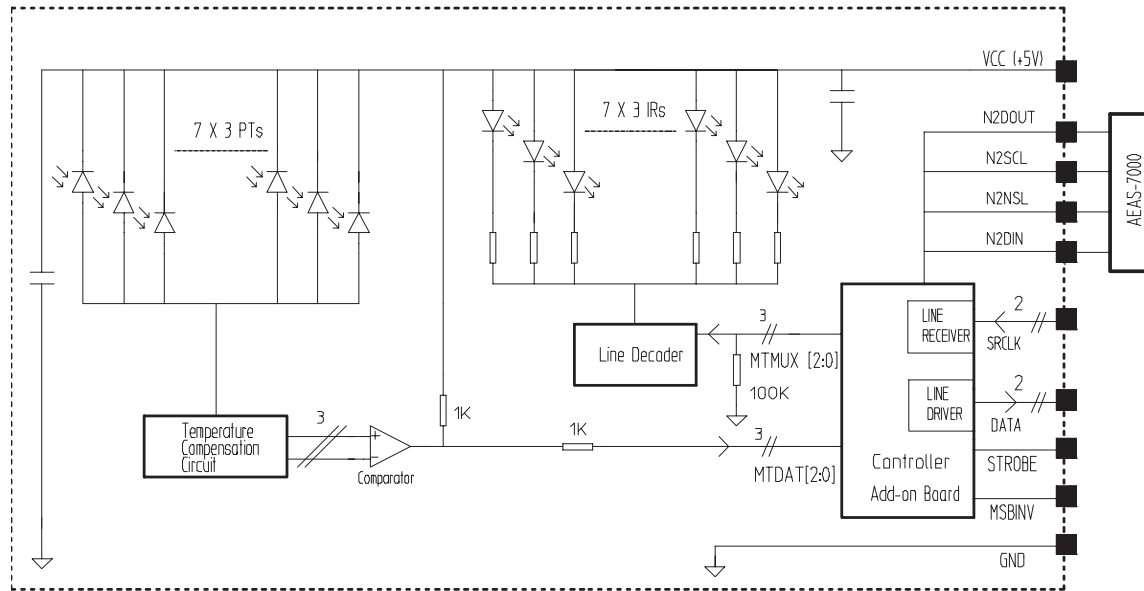 VCC (+5V)
7 X 3 PTs
7 X 3 IRs
N2DOUT
N2SCL
N2NSL
N2DIN
AEAS-7000
LINE
RECEIVER
2
SRCLK
3
Line Decoder
MTMUX [2:0]
100K
LINE
DRIVER
2
DATA
1K
1K
3
Temperature
Compensation
Circuit
3
+
−
Comparator
MTDAT[2:0]
Controller
Add-on Board
STROBE
MSBINV
GND